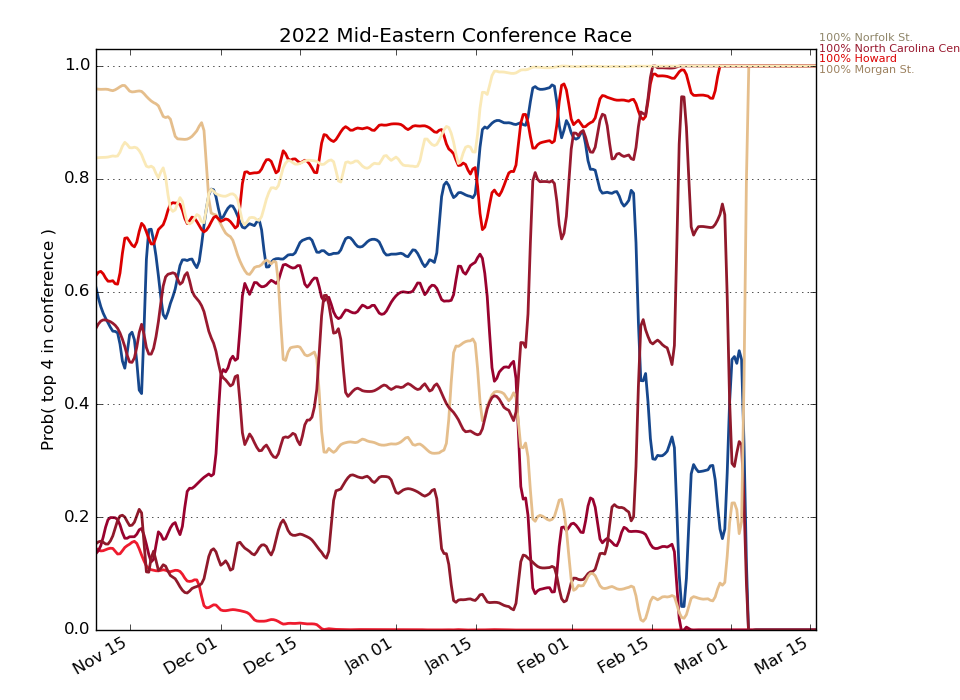 2022 Mid-Eastern Conference Race
100% Norfolk St.
100% North Carolina Cen
100% Howard
100% Morgan St.
Prob( top 4 in conference )
1.0
0.8
0.6
0.4
0.2
0.0
Nov 15
Dec 01
Dec 15
Jan 01
Jan 15
Feb 01
Feb 15
Mar 01
Mar 15